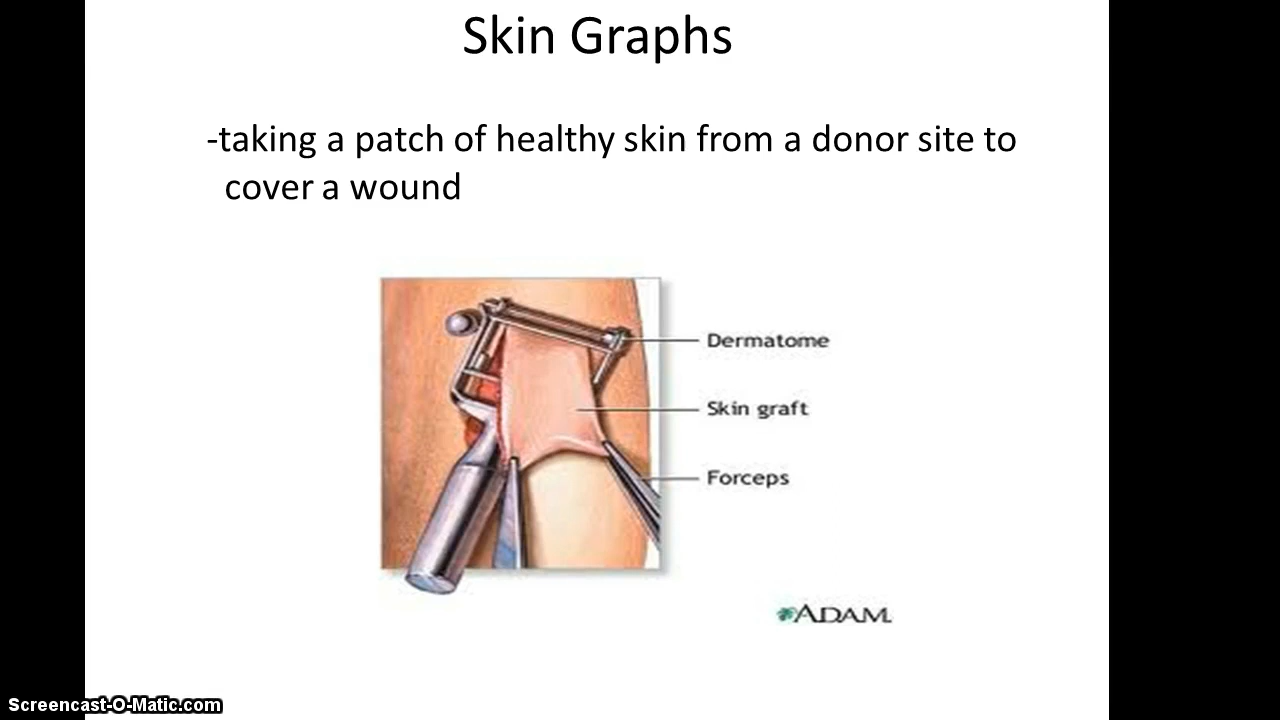 Skin Graphs
-taking a patch of healthy skin from a donor site to
cover a wound
Dermatome
Skin graft
Forceps
ADAM.
Screencast-O-Matic.com